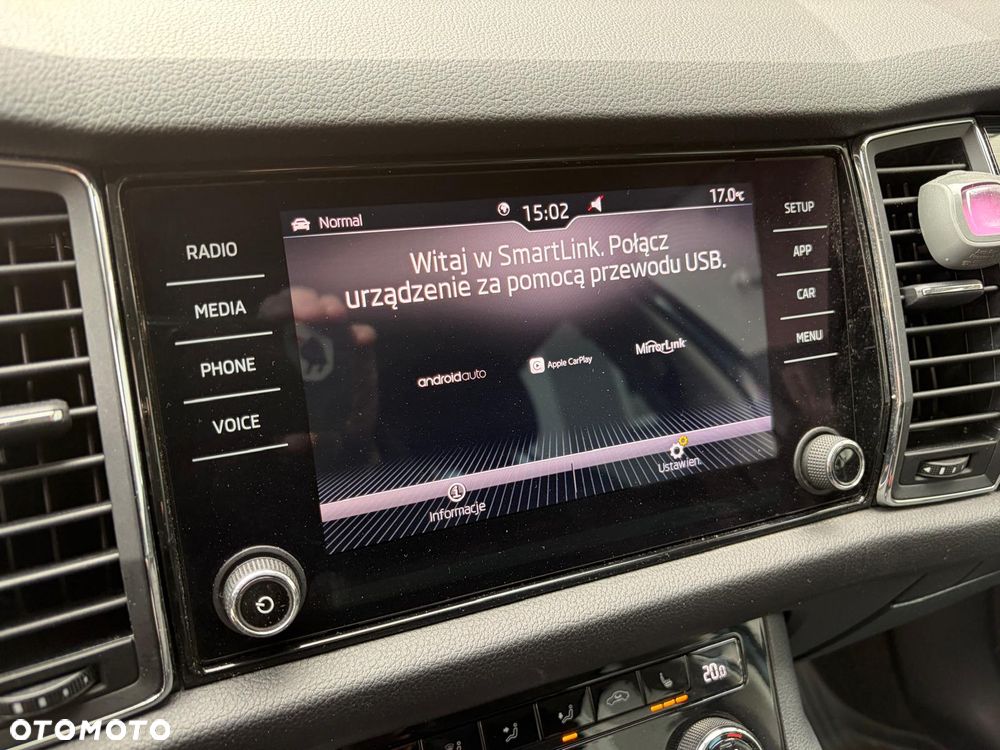 Normal
15:02
17.0°C
RADIO
MEDIA
PHONE
VOICE
Witaj w SmartLink. Połącz
urządzenie za pomocą przewodu USB.
androidauto
Apple CarPlay
MirrorLink
Informacje
Ustawien.
SETUP
APP
CAR
MENU
20.0
OTOMOTO